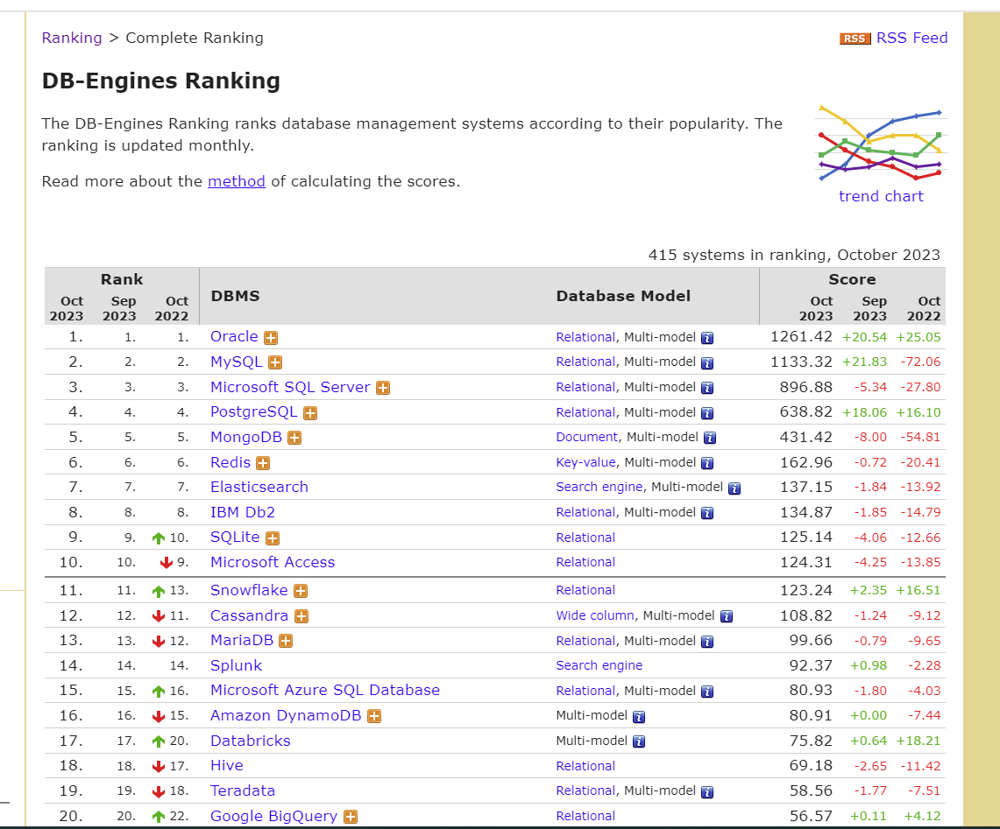 Ranking > Complete Ranking
RSS RSS Feed
DB-Engines Ranking
The DB-Engines Ranking ranks database management systems according to their popularity. The
ranking is updated monthly.
Read more about the method of calculating the scores.
trend chart
415 systems in ranking, October 2023
Rank DBMS Database Model Score
Oct 2023 Sep 2023 Oct 2022 Oct 2023 Sep 2023 Oct 2022
1. 1. 1. Oracle Relational, Multi-model 1261.42 +20.54 +25.05
2. 2. 2. MySQL Relational, Multi-model 1133.32 +21.83 -72.06
3. 3. 3. Microsoft SQL Server Relational, Multi-model 896.88 -5.34 -27.80
4. 4. 4. PostgreSQL Relational, Multi-model 638.82 +18.06 +16.10
5. 5. 5. MongoDB Document, Multi-model 431.42 -8.00 -54.81
6. 6. 6. Redis Key-value, Multi-model 162.96 -0.72 -20.41
7. 7. 7. Elasticsearch Search engine, Multi-model 137.15 -1.84 -13.92
8. 8. 8. IBM Db2 Relational, Multi-model 134.87 -1.85 -14.79
9. 9. 10. SQLite Relational 125.14 -4.06 -12.66
10. 10. 9. Microsoft Access Relational 124.31 -4.25 -13.85
11. 11. 13. Snowflake Relational 123.24 +2.35 +16.51
12. 12. 11. Cassandra Wide column, Multi-model 108.82 -1.24 -9.12
13. 13. 12. MariaDB Relational, Multi-model 99.66 -0.79 -9.65
14. 14. 14. Splunk Search engine 92.37 +0.98 -2.28
15. 15. 16. Microsoft Azure SQL Database Relational, Multi-model 80.93 -1.80 -4.03
16. 16. 15. Amazon DynamoDB Multi-model 80.91 +0.00 -7.44
17. 17. 20. Databricks Multi-model 75.82 +0.64 +18.21
18. 18. 17. Hive Relational 69.18 -2.65 -11.42
19. 19. 18. Teradata Relational, Multi-model 58.56 -1.77 -7.51
20. 20. 22. Google BigQuery Relational 56.57 +0.11 +4.12